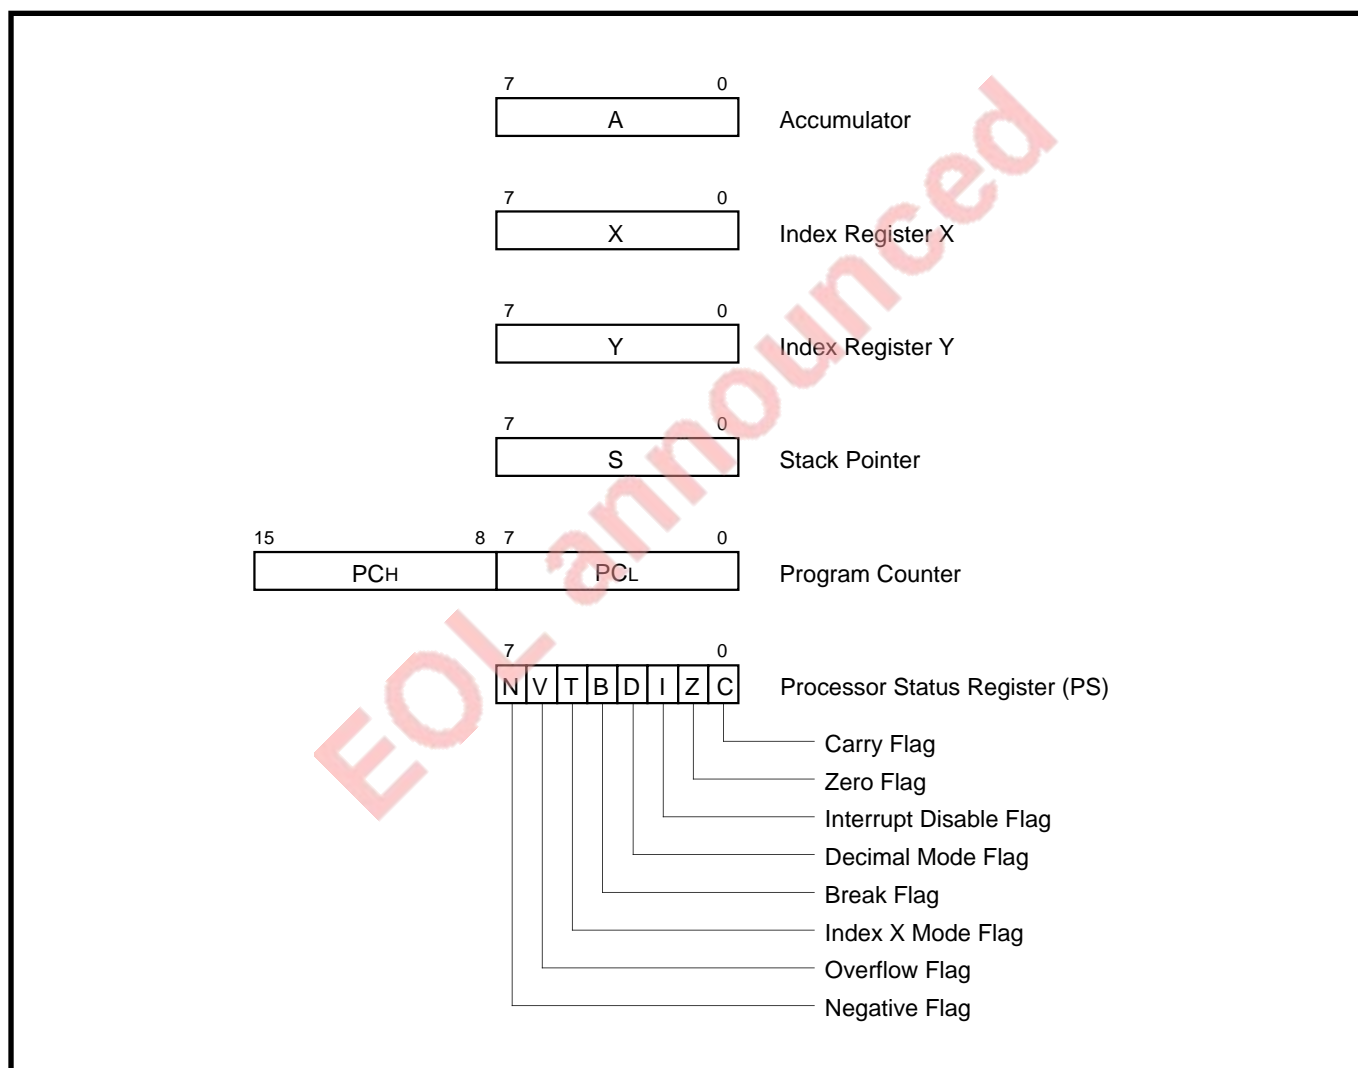 7 0
A Accumulator
7 0
X Index Register X
7 0
Y Index Register Y
7 0
S Stack Pointer
15 8 7 0
PCH PCL Program Counter
7 0
N V T B D I Z C Processor Status Register (PS)
Carry Flag
Zero Flag
Interrupt Disable Flag
Decimal Mode Flag
Break Flag
Index X Mode Flag
Overflow Flag
Negative Flag
EOL announced